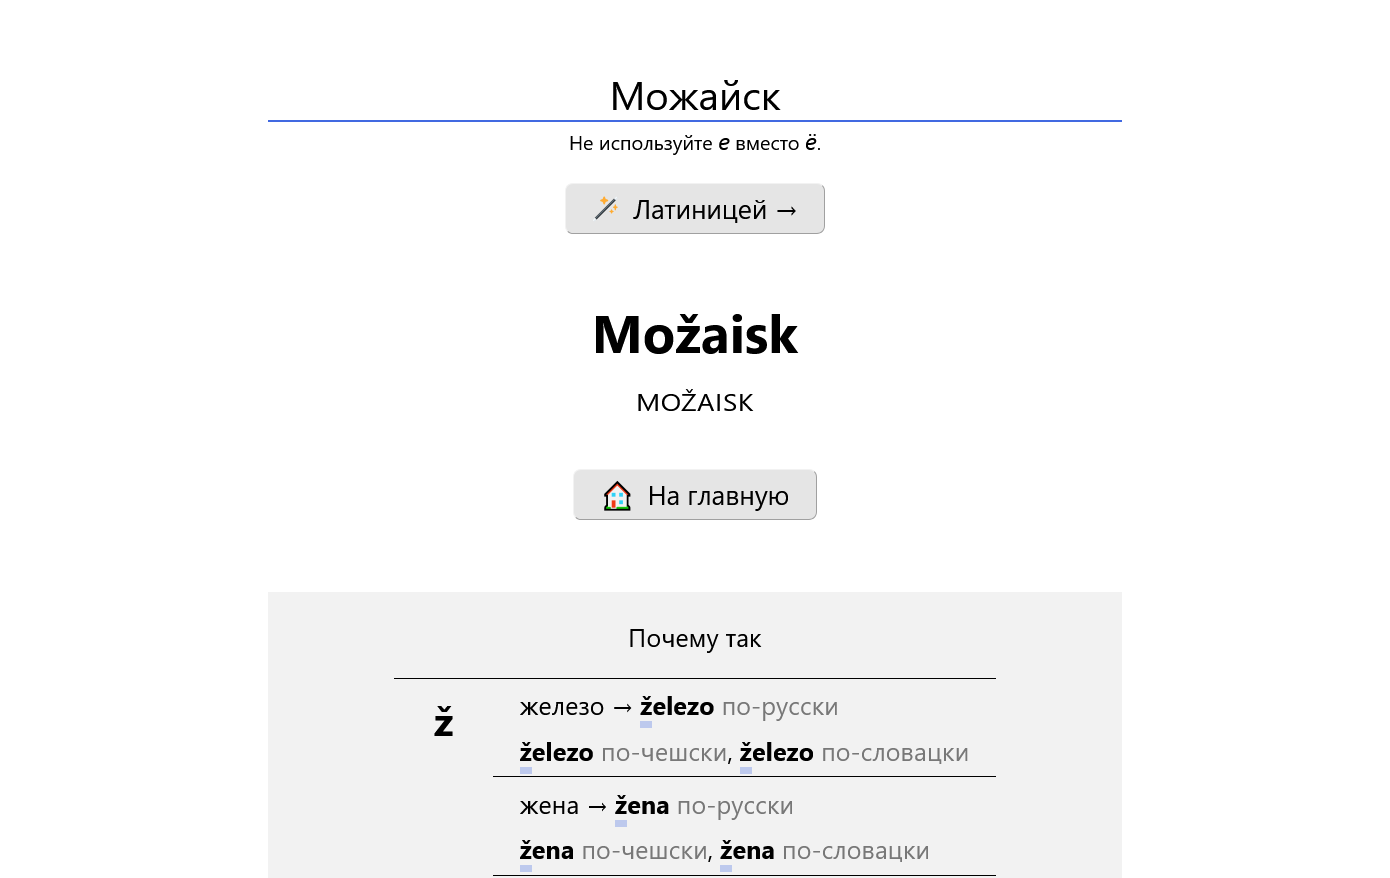 Можайск
Не используйте е вместо ё.
Латиницей →
Možaisk
MOŽAISK
На главную
Почему так
ž
железо → železo по-русски
železo по-чешски, železo по-словацки
жена → žena по-русски
žena по-чешски, žena по-словацки